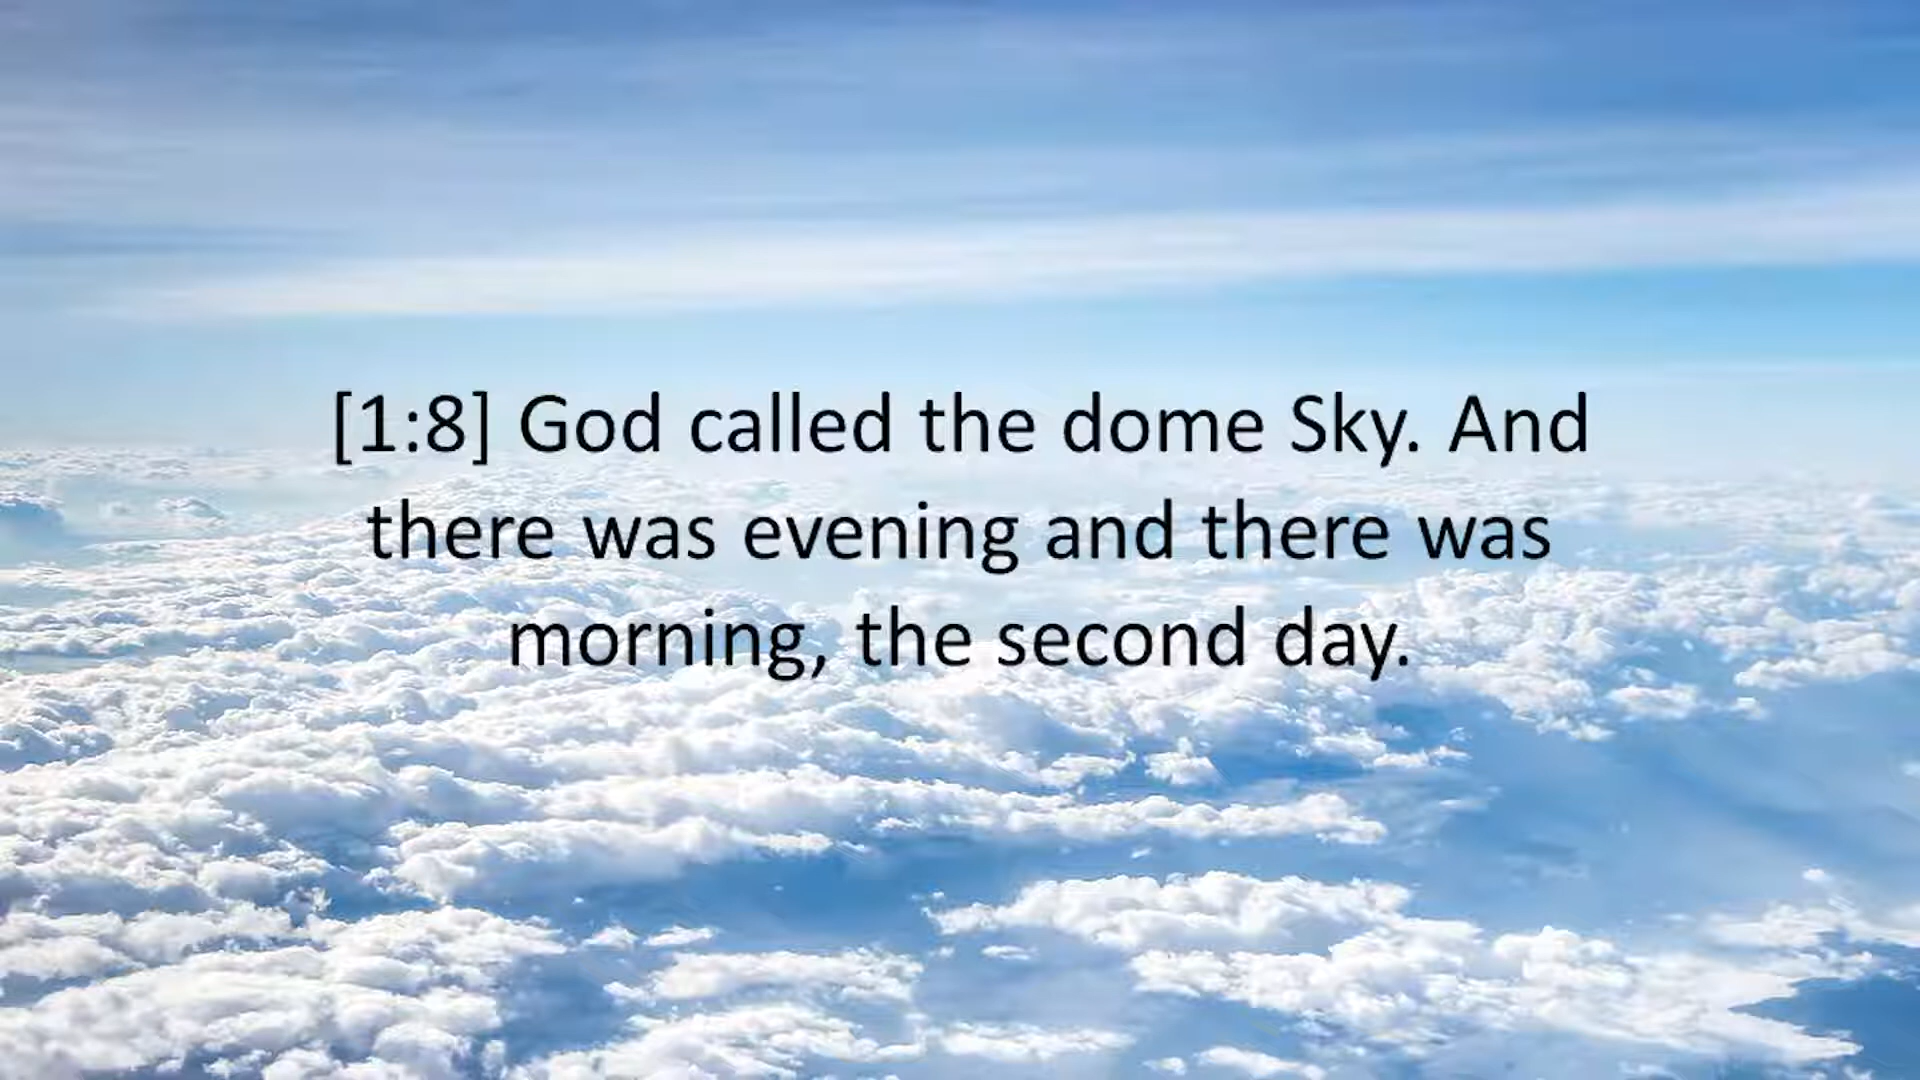 [1:8] God called the dome Sky. And
there was evening and there was
morning, the second day.